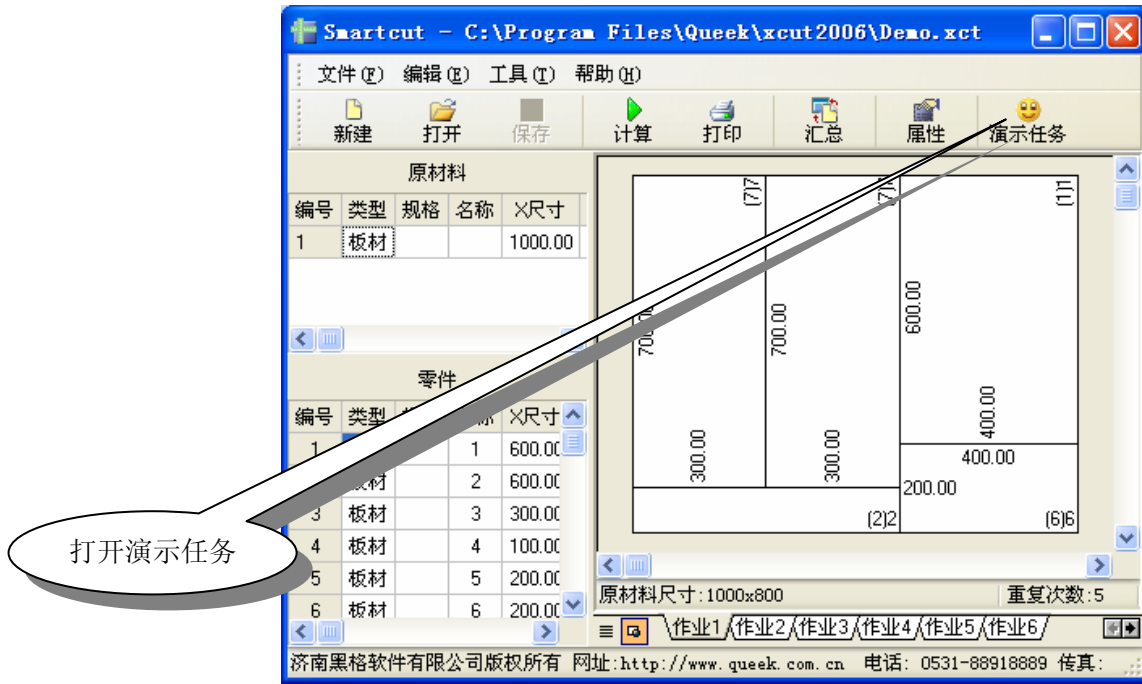 Smartcut - C:\Program Files\Queek\xcut2006\Demo.xct
文件(F) 编辑(E) 工具(T) 帮助(H)
新建 打开 保存 计算 打印 汇总 属性 演示任务
原材料
编号 类型 规格 名称 X尺寸
1 板材 1000.00
零件
编号 类型 X尺寸
1 1 600.00
板材 2 600.00
3 板材 3 300.00
4 板材 4 100.00
5 板材 5 200.00
6 板材 6 200.00
打开演示任务
(7)7
(1)1
700.00
600.00
300.00
300.00
400.00
400.00
200.00
(2)2
(6)6
原材料尺寸:1000x800 重复次数:5
作业1 作业2 作业3 作业4 作业5 作业6
济南黑格软件有限公司版权所有 网址:http://www.queek.com.cn 电话: 0531-88918889 传真: